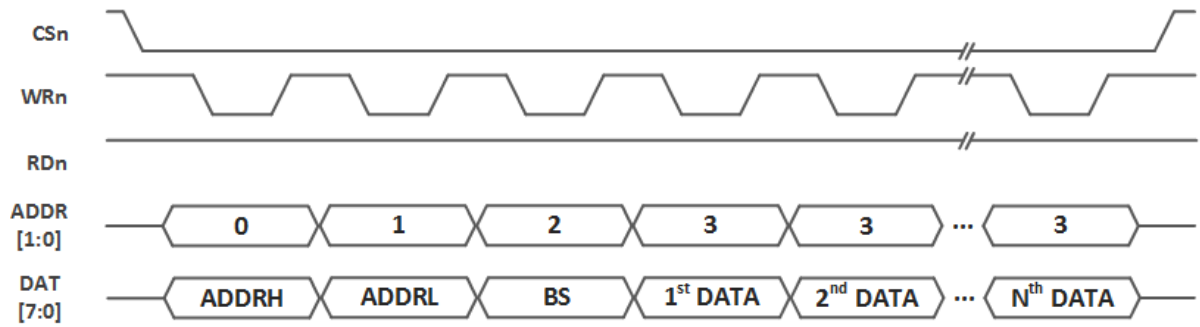 CSn
WRn
RDn
ADDR
[1:0]
0 1 2 3 3 ... 3
DAT
[7:0]
ADDRH ADDRL BS 1st DATA 2nd DATA ... Nth DATA